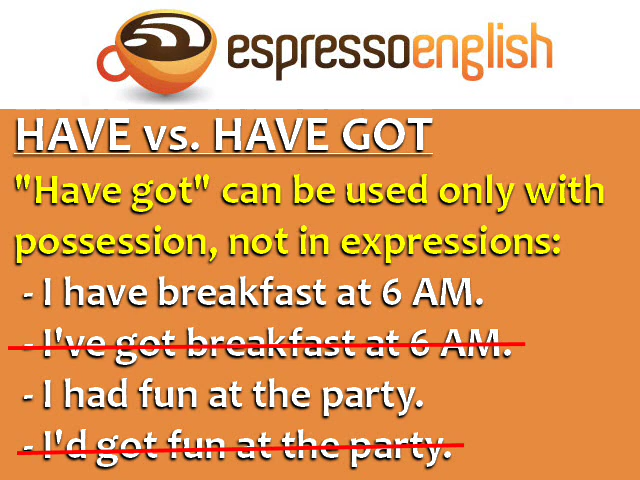 espressoenglish
HAVE vs. HAVE GOT
"Have got" can be used only with
possession, not in expressions:
- I have breakfast at 6 AM.
- I've got breakfast at 6 AM.
- I had fun at the party.
- I'd got fun at the party.